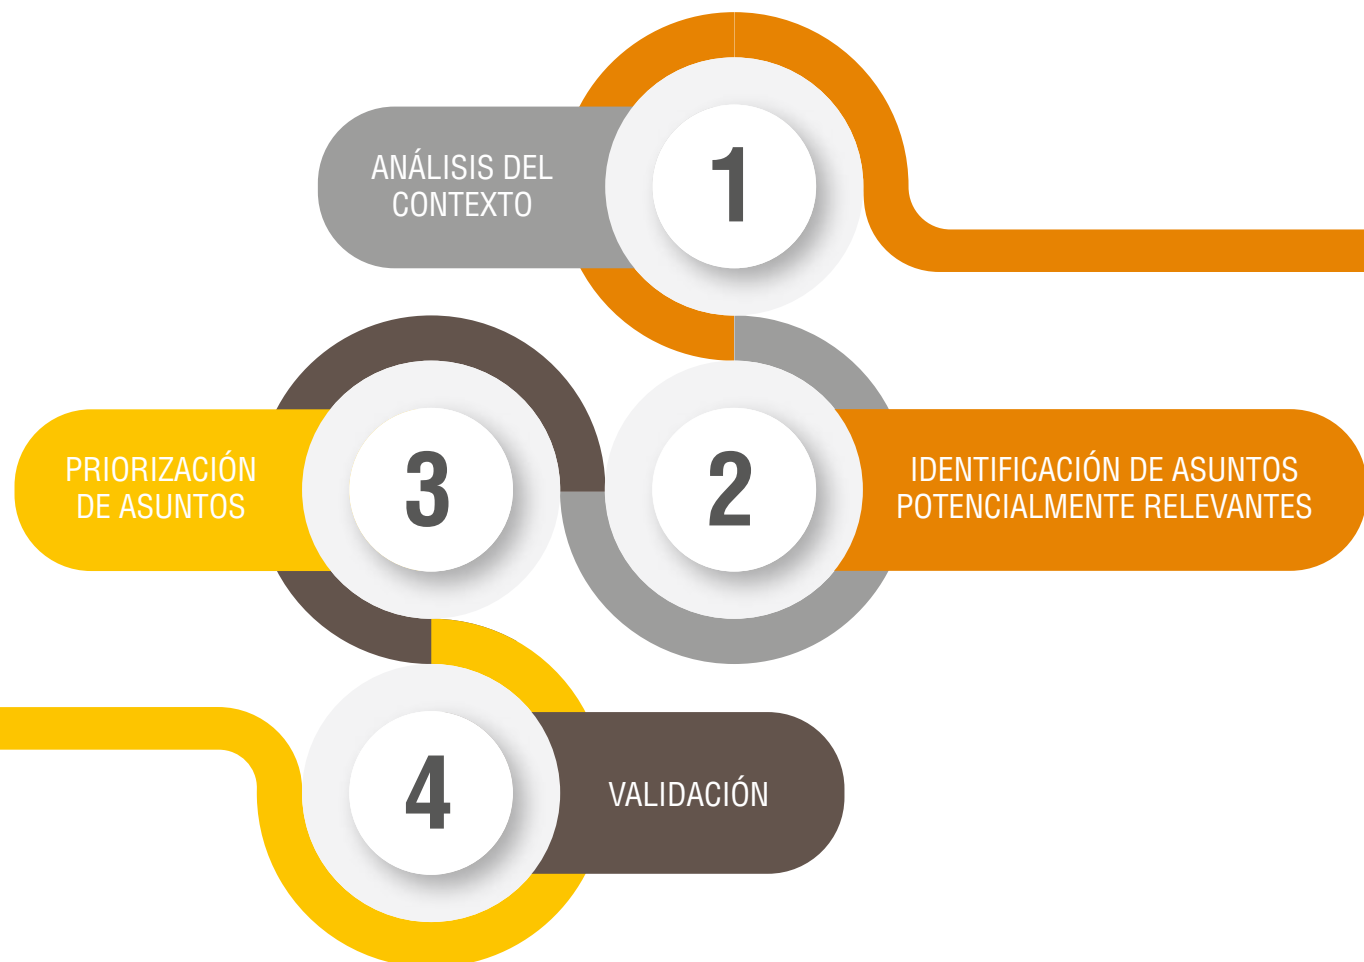 1
ANÁLISIS DEL
CONTEXTO
2
IDENTIFICACIÓN DE ASUNTOS
POTENCIALMENTE RELEVANTES
3
PRIORIZACIÓN
DE ASUNTOS
4
VALIDACIÓN